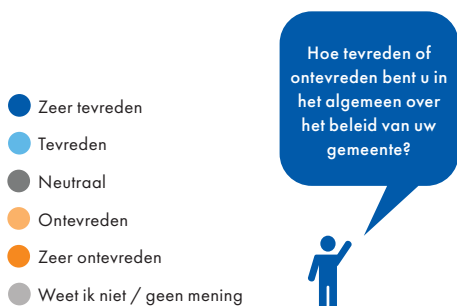 Hoe tevreden of
ontevreden bent u in
het algemeen over
het beleid van uw
gemeente?
Zeer tevreden
Tevreden
Neutraal
Ontevreden
Zeer ontevreden
Weet ik niet / geen mening